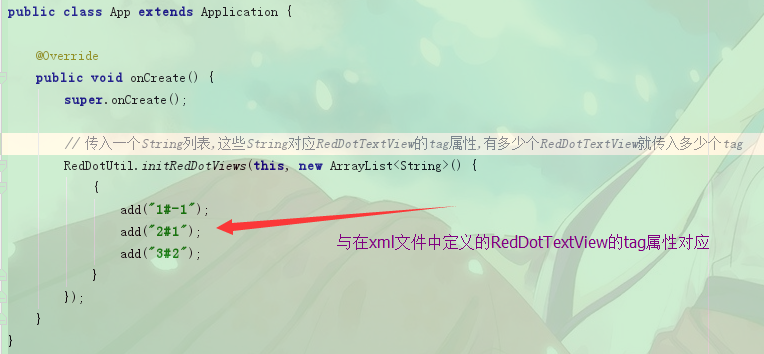 public class App extends Application {
@Override
public void onCreate() {
super.onCreate();
// 传入一个String列表,这些String对应RedDotTextView的tag属性,有多少个RedDotTextView就传入多少个tag
RedDotUtil.initRedDotViews(this, new ArrayList<String>() {
{
add("1#-1");
add("2#1");
add("3#2");
}
});
}
}
与在xml文件中定义的RedDotTextView的tag属性对应